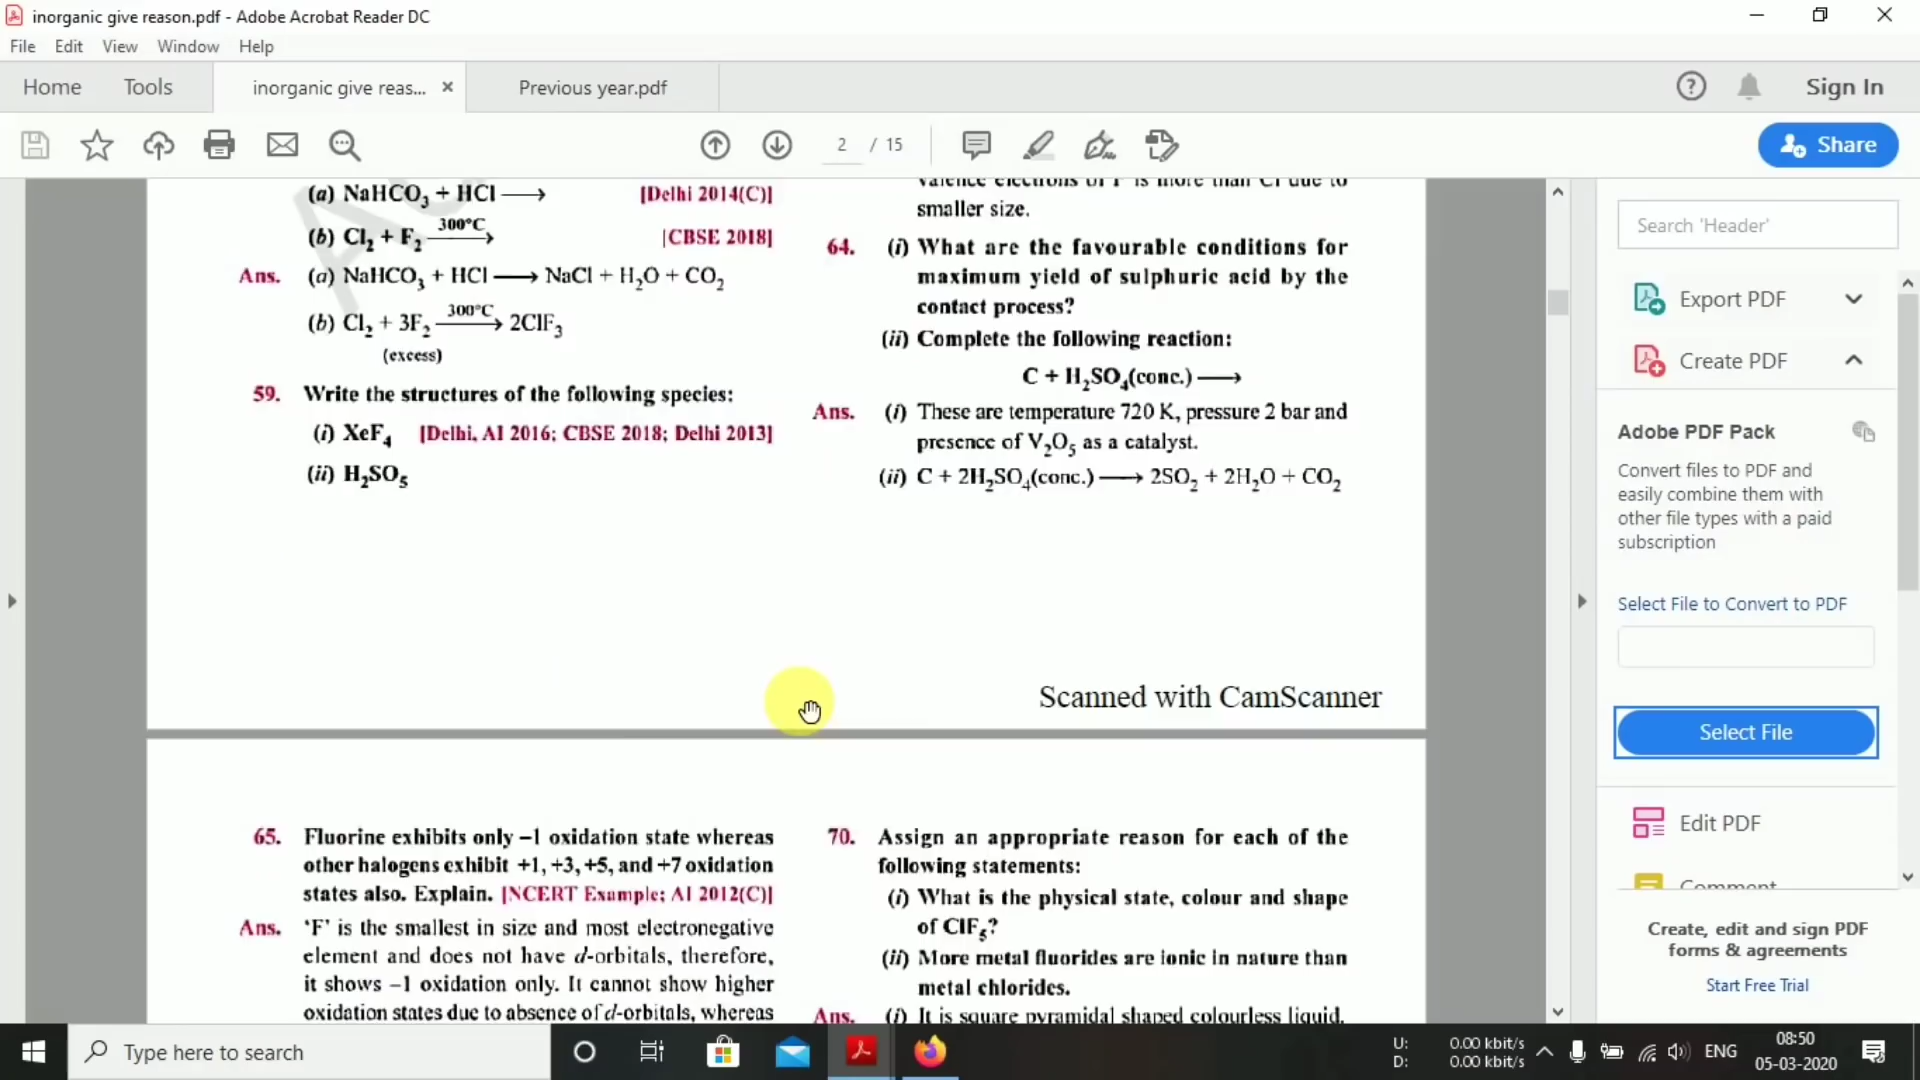 inorganic give reason.pdf - Adobe Acrobat Reader DC
File Edit View Window Help
Home Tools inorganic give reas... × Previous year.pdf Sign In
2 / 15 Share
(a) NaHCO₃ + HCl ⟶ [Delhi 2014(C)]
(b) Cl₂ + F₂ —300°C→ [CBSE 2018]
Ans. (a) NaHCO₃ + HCl ⟶ NaCl + H₂O + CO₂
(b) Cl₂ + 3F₂ —300°C→ 2ClF₃
(excess)
59. Write the structures of the following species:
(i) XeF₄ [Delhi, AI 2016; CBSE 2018; Delhi 2013]
(ii) H₂SO₅
valence electrons of F is more than Cl due to
smaller size.
64. (i) What are the favourable conditions for
maximum yield of sulphuric acid by the
contact process?
(ii) Complete the following reaction:
C + H₂SO₄(conc.) ⟶
Ans. (i) These are temperature 720 K, pressure 2 bar and
presence of V₂O₅ as a catalyst.
(ii) C + 2H₂SO₄(conc.) ⟶ 2SO₂ + 2H₂O + CO₂
Scanned with CamScanner
65. Fluorine exhibits only –1 oxidation state whereas
other halogens exhibit +1, +3, +5, and +7 oxidation
states also. Explain. [NCERT Example; AI 2012(C)]
Ans. ‘F’ is the smallest in size and most electronegative
element and does not have d-orbitals, therefore,
it shows –1 oxidation only. It cannot show higher
oxidation states due to absence of d-orbitals, whereas
70. Assign an appropriate reason for each of the
following statements:
(i) What is the physical state, colour and shape
of ClF₅?
(ii) More metal fluorides are ionic in nature than
metal chlorides.
Ans. (i) It is square pyramidal shaped colourless liquid.
Search 'Header'
Export PDF
Create PDF
Adobe PDF Pack
Convert files to PDF and
easily combine them with
other file types with a paid
subscription
Select File to Convert to PDF
Select File
Edit PDF
Comment
Create, edit and sign PDF
forms & agreements
Start Free Trial
Type here to search
U: 0.00 kbit/s
D: 0.00 kbit/s
ENG
08:50
05-03-2020